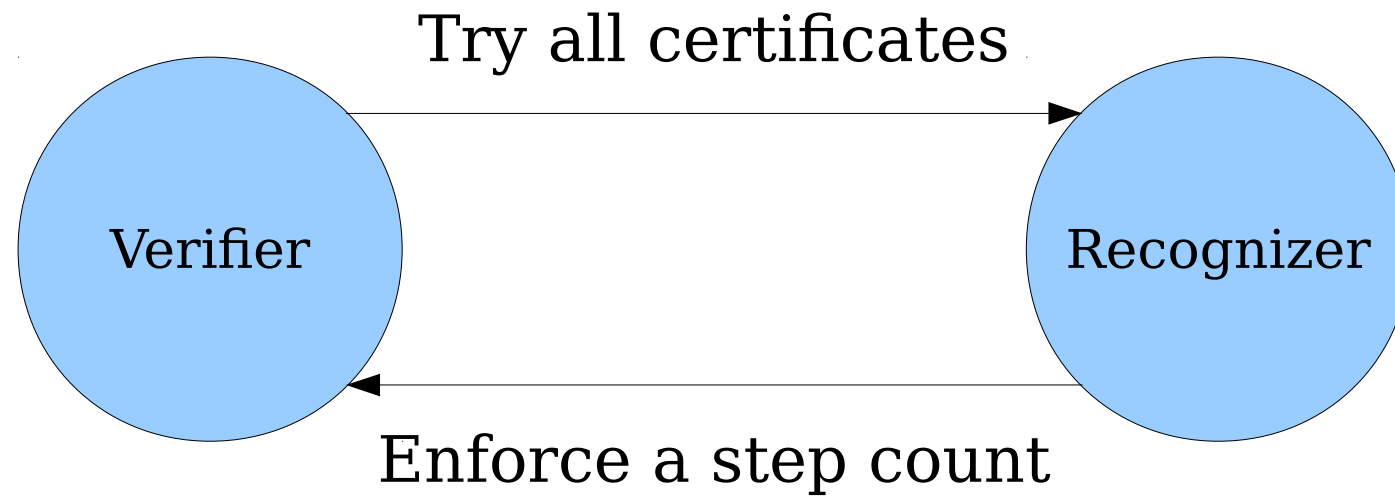 Try all certificates
Verifier
Recognizer
Enforce a step count